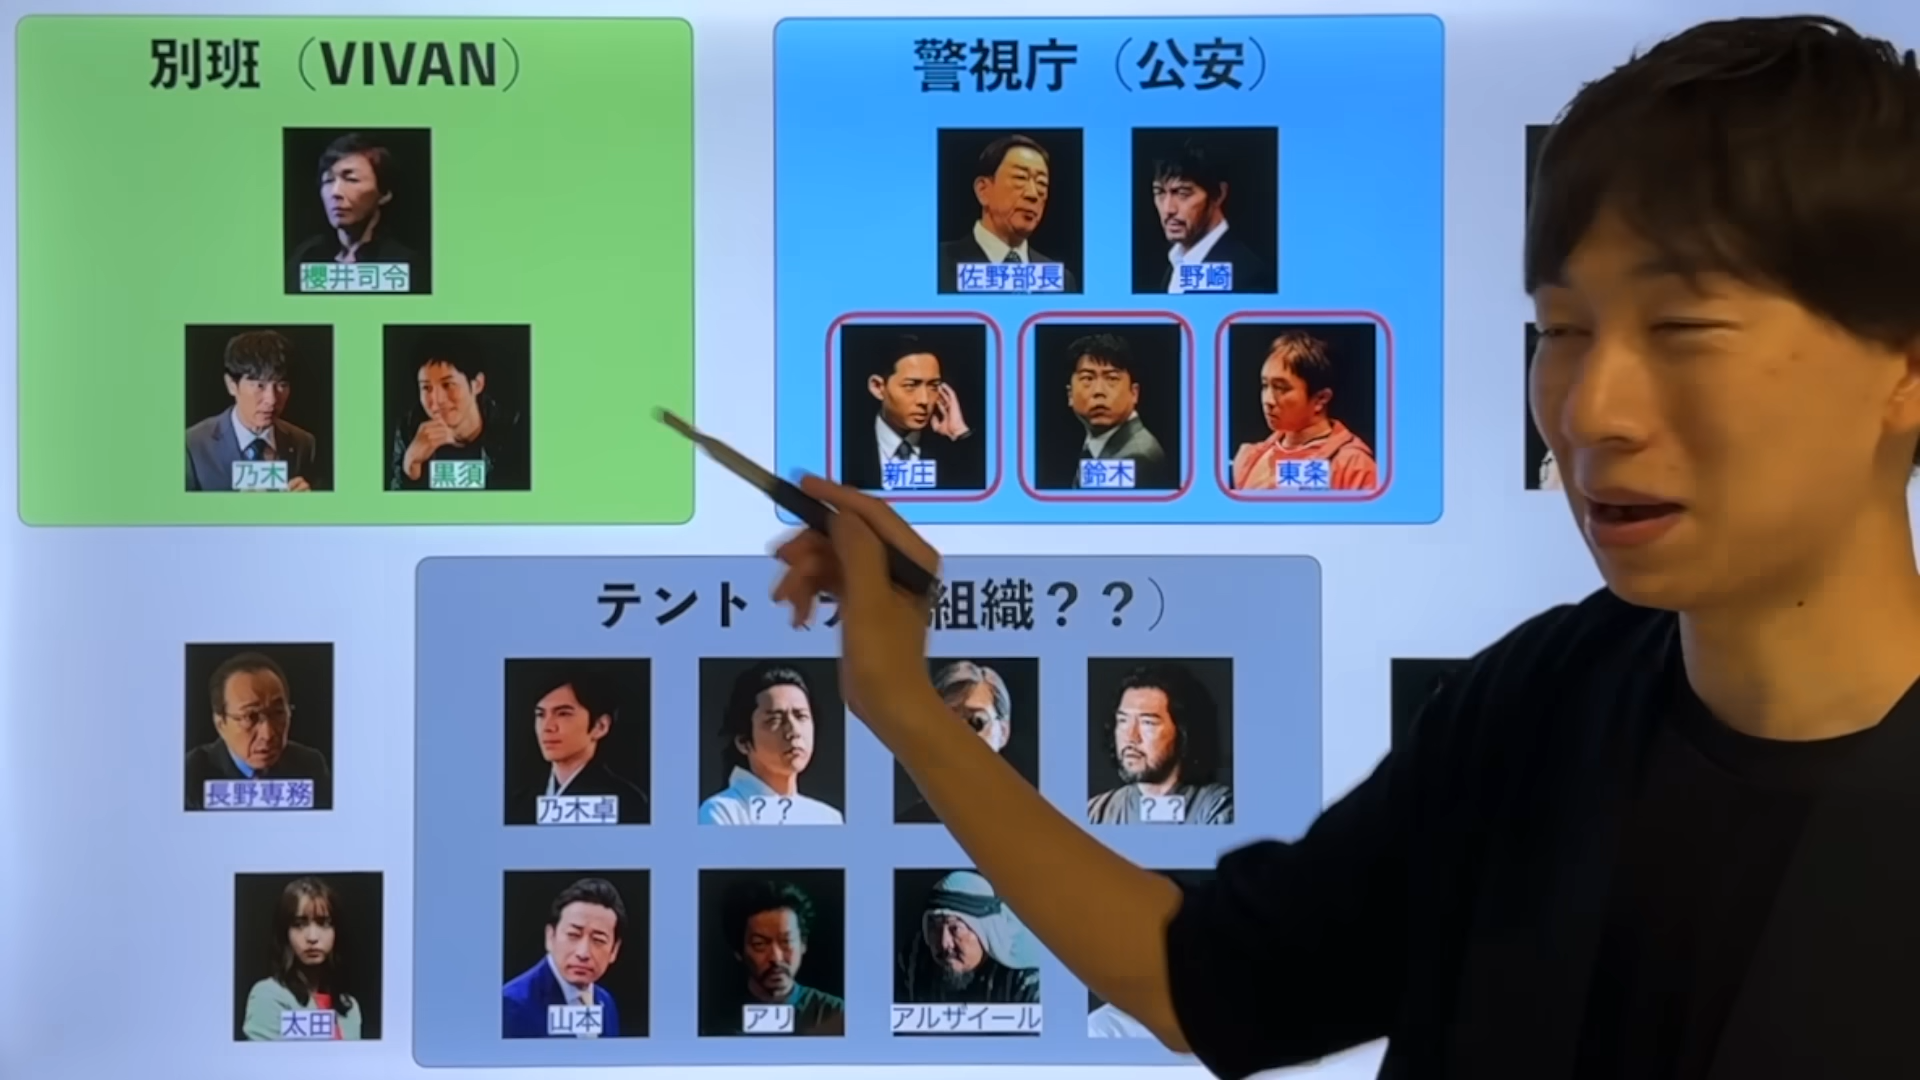 別班（VIVAN）
警視庁（公安）
櫻井司令
佐野部長
野崎
乃木
黒須
新庄
鈴木
東条
テント
組織？？）
長野専務
乃木卓
？？
？？
太田
山本
アリ
アルザイール